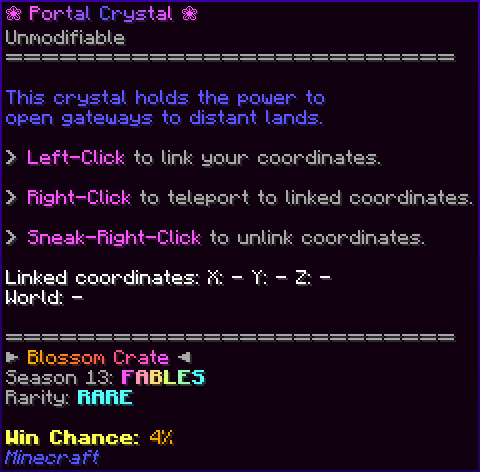 ❀ Portal Crystal ❀
Unmodifiable
==============================
This crystal holds the power to
open gateways to distant lands.
> Left-Click to link your coordinates.
> Right-Click to teleport to linked coordinates.
> Sneak-Right-Click to unlink coordinates.
Linked coordinates: X: - Y: - Z: -
World: -
==============================
► Blossom Crate ◄
Season 13: FABLES
Rarity: RARE
Win Chance: 4%
Minecraft